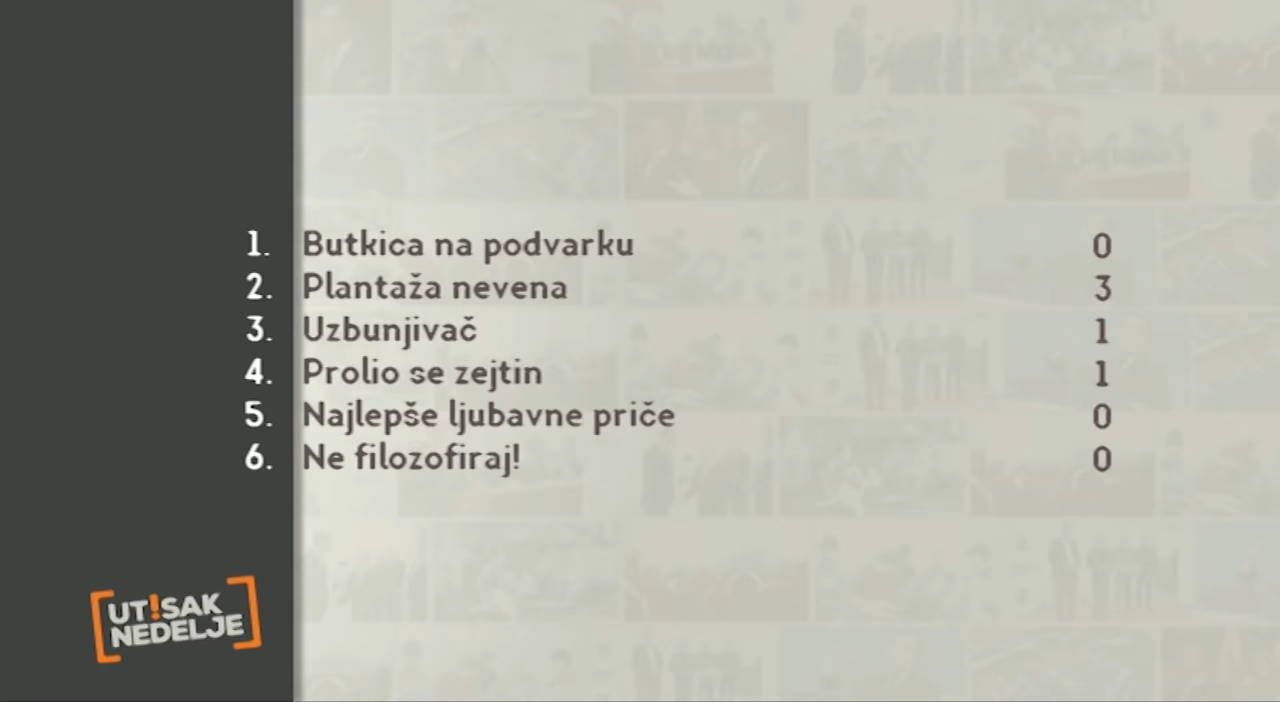 1. Butkica na podvarku 0
2. Plantaža nevena 3
3. Uzbunjivač 1
4. Prolio se zejtin 1
5. Najlepše ljubavne priče 0
6. Ne filozofiraj! 0
UT!SAK
NEDELJE